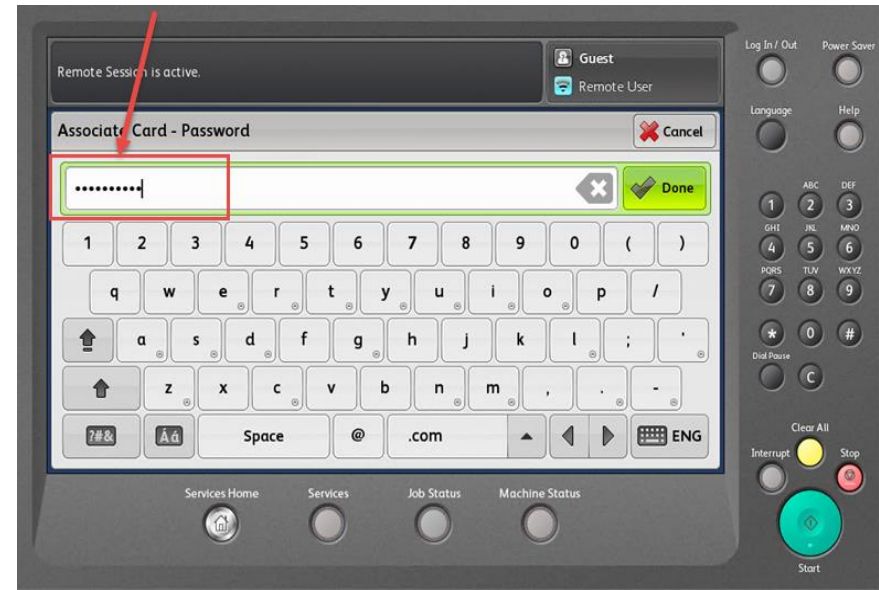 Log In / Out Power Saver
Remote Session is active.
Guest
Remote User
Language Help
Associate Card - Password
Cancel
••••••••••
Done
ABC DEF
1 2 3
GHI JKL MNO
4 5 6
PQRS TUV WXYZ
7 8 9
* 0 #
Dial Pause
C
1 2 3 4 5 6 7 8 9 0 ( )
q w e r t y u i o p /
a s d f g h j k l ; '
z x c v b n m , . -
?#& Áá Space @ .com ENG
Clear All
Interrupt Stop
Services Home Services Job Status Machine Status
Start